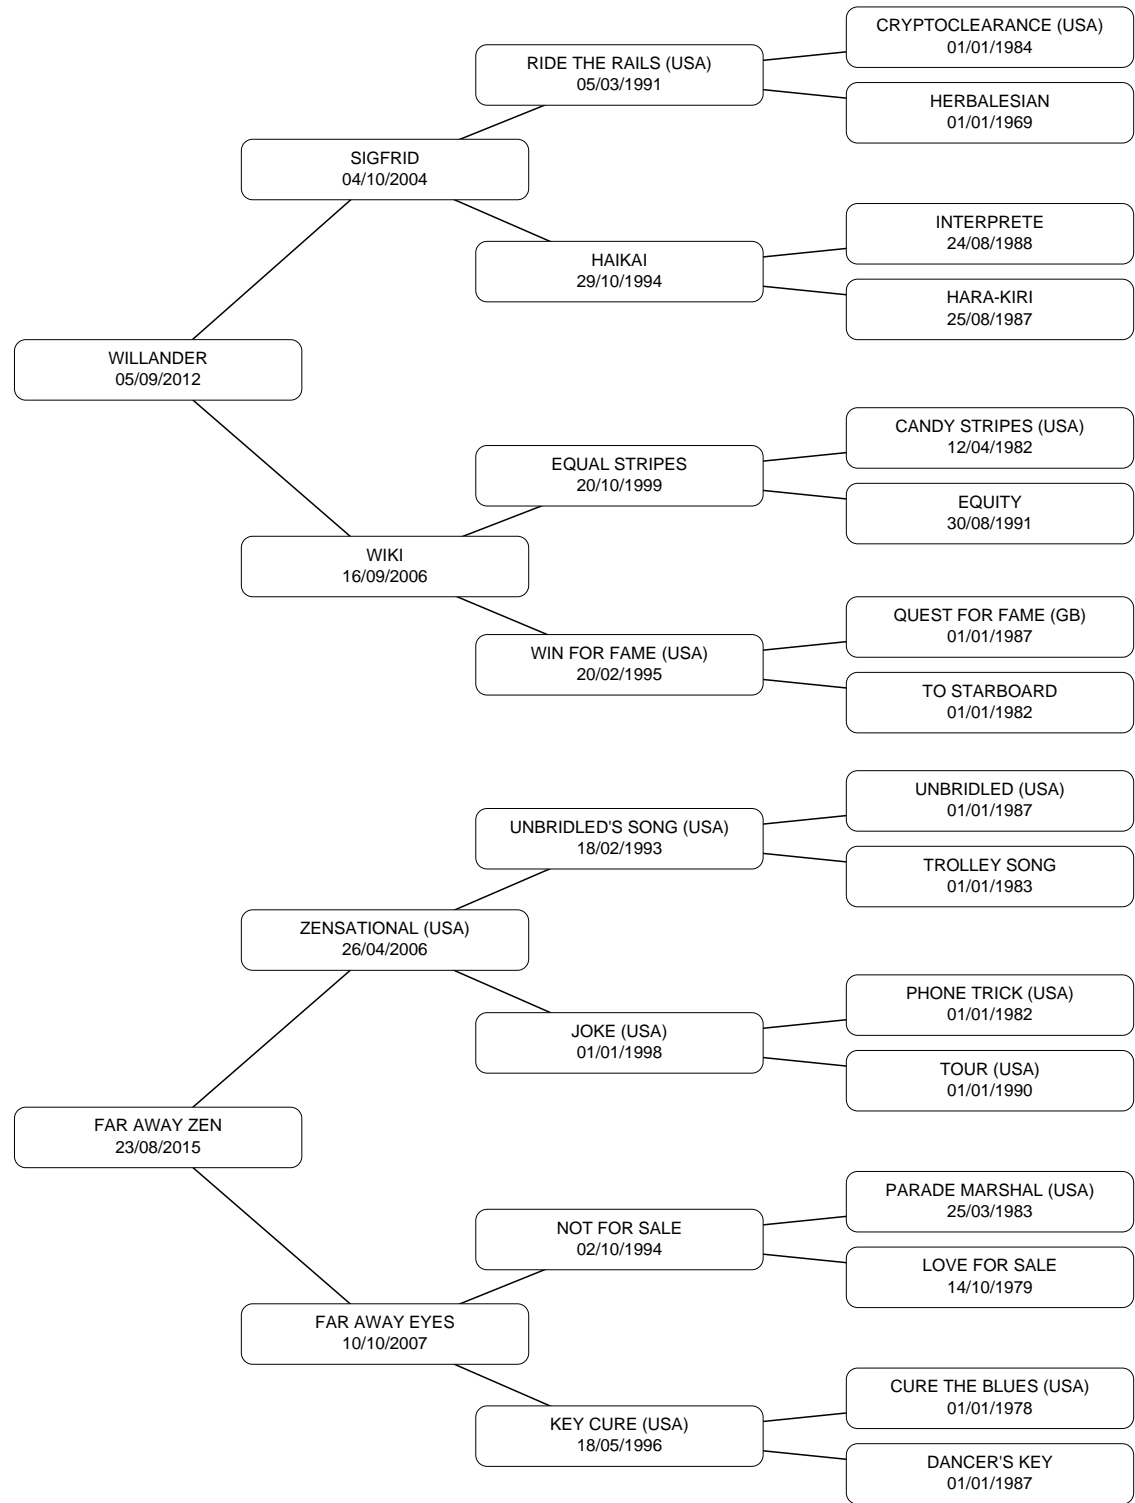 CRYPTOCLEARANCE (USA)
01/01/1984
RIDE THE RAILS (USA)
05/03/1991
HERBALESIAN
01/01/1969
SIGFRID
04/10/2004
INTERPRETE
24/08/1988
HAIKAI
29/10/1994
HARA-KIRI
25/08/1987
WILLANDER
05/09/2012
CANDY STRIPES (USA)
12/04/1982
EQUAL STRIPES
20/10/1999
EQUITY
30/08/1991
WIKI
16/09/2006
QUEST FOR FAME (GB)
01/01/1987
WIN FOR FAME (USA)
20/02/1995
TO STARBOARD
01/01/1982
UNBRIDLED (USA)
01/01/1987
UNBRIDLED'S SONG (USA)
18/02/1993
TROLLEY SONG
01/01/1983
ZENSATIONAL (USA)
26/04/2006
PHONE TRICK (USA)
01/01/1982
JOKE (USA)
01/01/1998
TOUR (USA)
01/01/1990
FAR AWAY ZEN
23/08/2015
PARADE MARSHAL (USA)
25/03/1983
NOT FOR SALE
02/10/1994
LOVE FOR SALE
14/10/1979
FAR AWAY EYES
10/10/2007
CURE THE BLUES (USA)
01/01/1978
KEY CURE (USA)
18/05/1996
DANCER'S KEY
01/01/1987